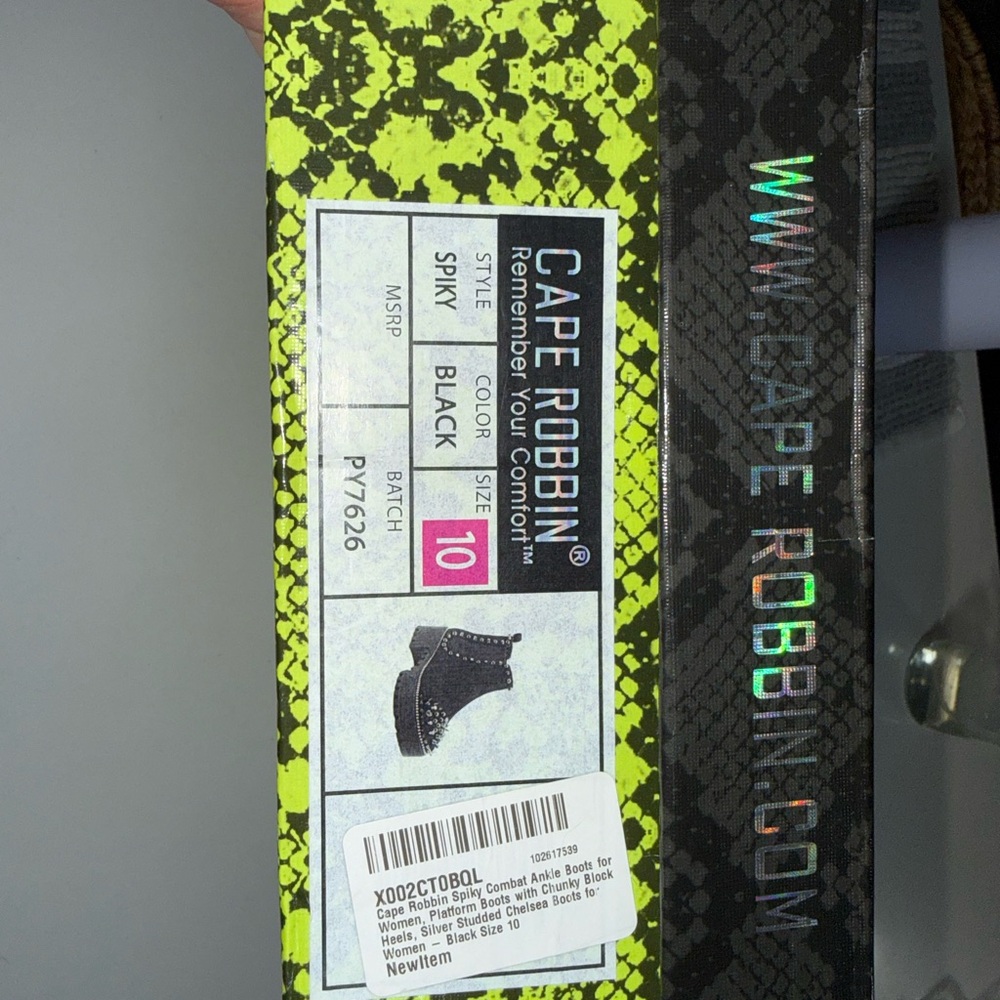 WWW.CAPE ROBBIN.COM
CAPE ROBBIN®
Remember Your Comfort™
STYLE
SPIKY
COLOR
BLACK
SIZE
10
MSRP
BATCH
PY7626
102617539
X002CT0BQL
Cape Robbin Spiky Combat Ankle Boots for
Women, Platform Boots with Chunky Block
Heels, Silver Studded Chelsea Boots for
Women – Black Size 10
NewItem